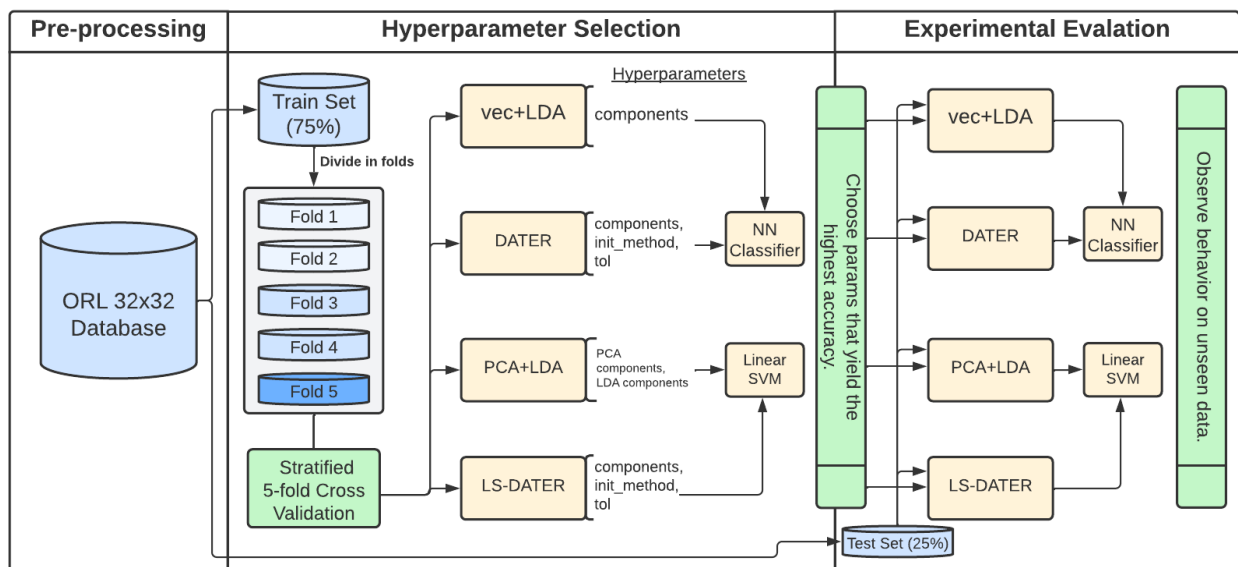 Pre-processing
Hyperparameter Selection
Experimental Evalation
ORL 32x32
Database
Train Set
(75%)
Divide in folds
Fold 1
Fold 2
Fold 3
Fold 4
Fold 5
Stratified
5-fold Cross
Validation
Hyperparameters
vec+LDA
components
DATER
components,
init_method,
tol
NN
Classifier
PCA+LDA
PCA
components,
LDA components
Linear
SVM
LS-DATER
components,
init_method,
tol
Choose params that yield the
highest accuracy.
vec+LDA
DATER
NN
Classifier
PCA+LDA
Linear
SVM
LS-DATER
Test Set (25%)
Observe behavior on unseen data.